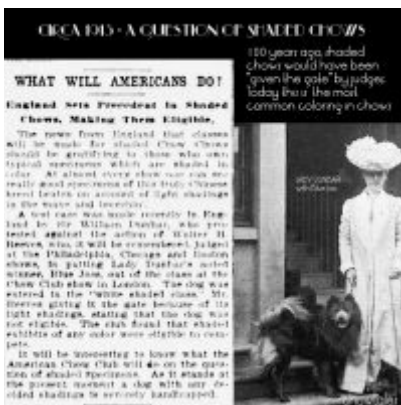 CIRCA 1915 - A QUESTION OF SHADED CHOWS
100 years ago, shaded
chows would have been
"given the gate" by judges
Today this is the most
common coloring in chows
WHAT WILL AMERICANS DO?
England Sets Precedent in Shaded
Chows, Making Them Eligible.
The news from England that classes
will be made for shaded Chow Chows
should be gratifying to those who own
typical specimens which are shaded in
color. At almost every show one can see
really good specimens of this truly Chinese
breed beaten on account of light shadings
in the mane and breeches.
A test case was made recently in Eng-
land by Sir William Dunbar, who pro-
tested against the action of Walter H.
Reeves, who, it will be remembered, judged
at the Philadelphia, Chicago and Boston
shows, in putting Lady Dunbar's noted
winner, Blue Jam, out of the class at the
Chow Club show in London. The dog was
entered in the "white shaded class." Mr.
Reeves giving it the gate because of its
light shadings, stating that the dog was
not eligible. The club found that shaded
exhibits of any color were eligible to com-
pete.
It will be interesting to know what the
American Chow Club will do on the ques-
tion of shaded specimens. As it stands at
the present moment a dog with any de-
cided shadings is severely handicapped.
LADY DUNBAR